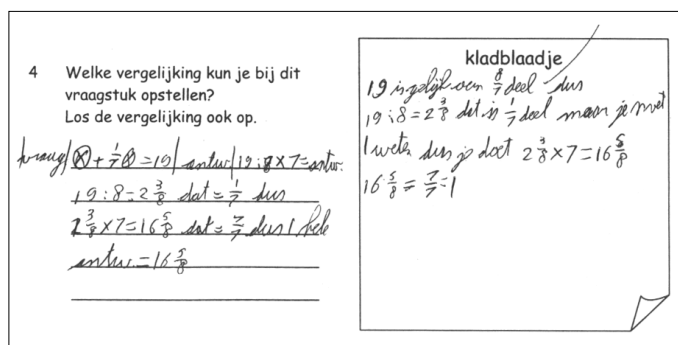 4 Welke vergelijking kun je bij dit
vraagstuk opstellen?
Los de vergelijking ook op.
vraag/ⓧ+1/7ⓧ=19/antw/19:8×7=antw.
19:8=2 3/8 dat = 1/7 dus
2 3/8×7=16 5/8 dat = 7/7 dus 1 hele
antw.=16 5/8
kladblaadje
19 is gelijk aan 8/7 deel dus
19:8=2 3/8 dat is 1/7 deel maar je moet
1 weten dus je doet 2 3/8×7=16 5/8
16 5/8 = 7/7=1